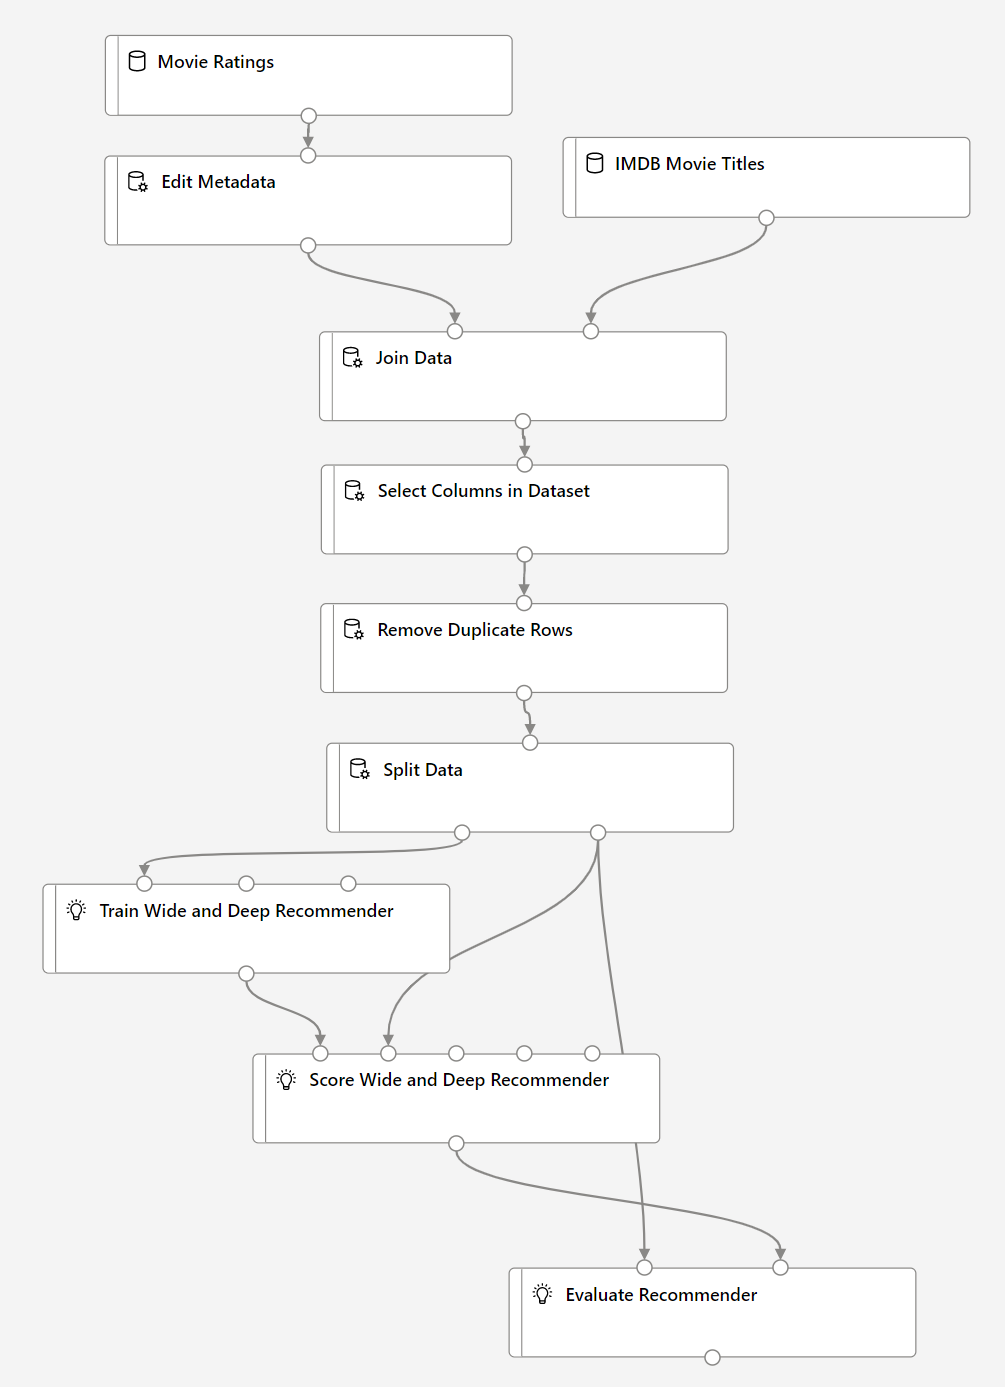 Movie Ratings
Edit Metadata
IMDB Movie Titles
Join Data
Select Columns in Dataset
Remove Duplicate Rows
Split Data
Train Wide and Deep Recommender
Score Wide and Deep Recommender
Evaluate Recommender